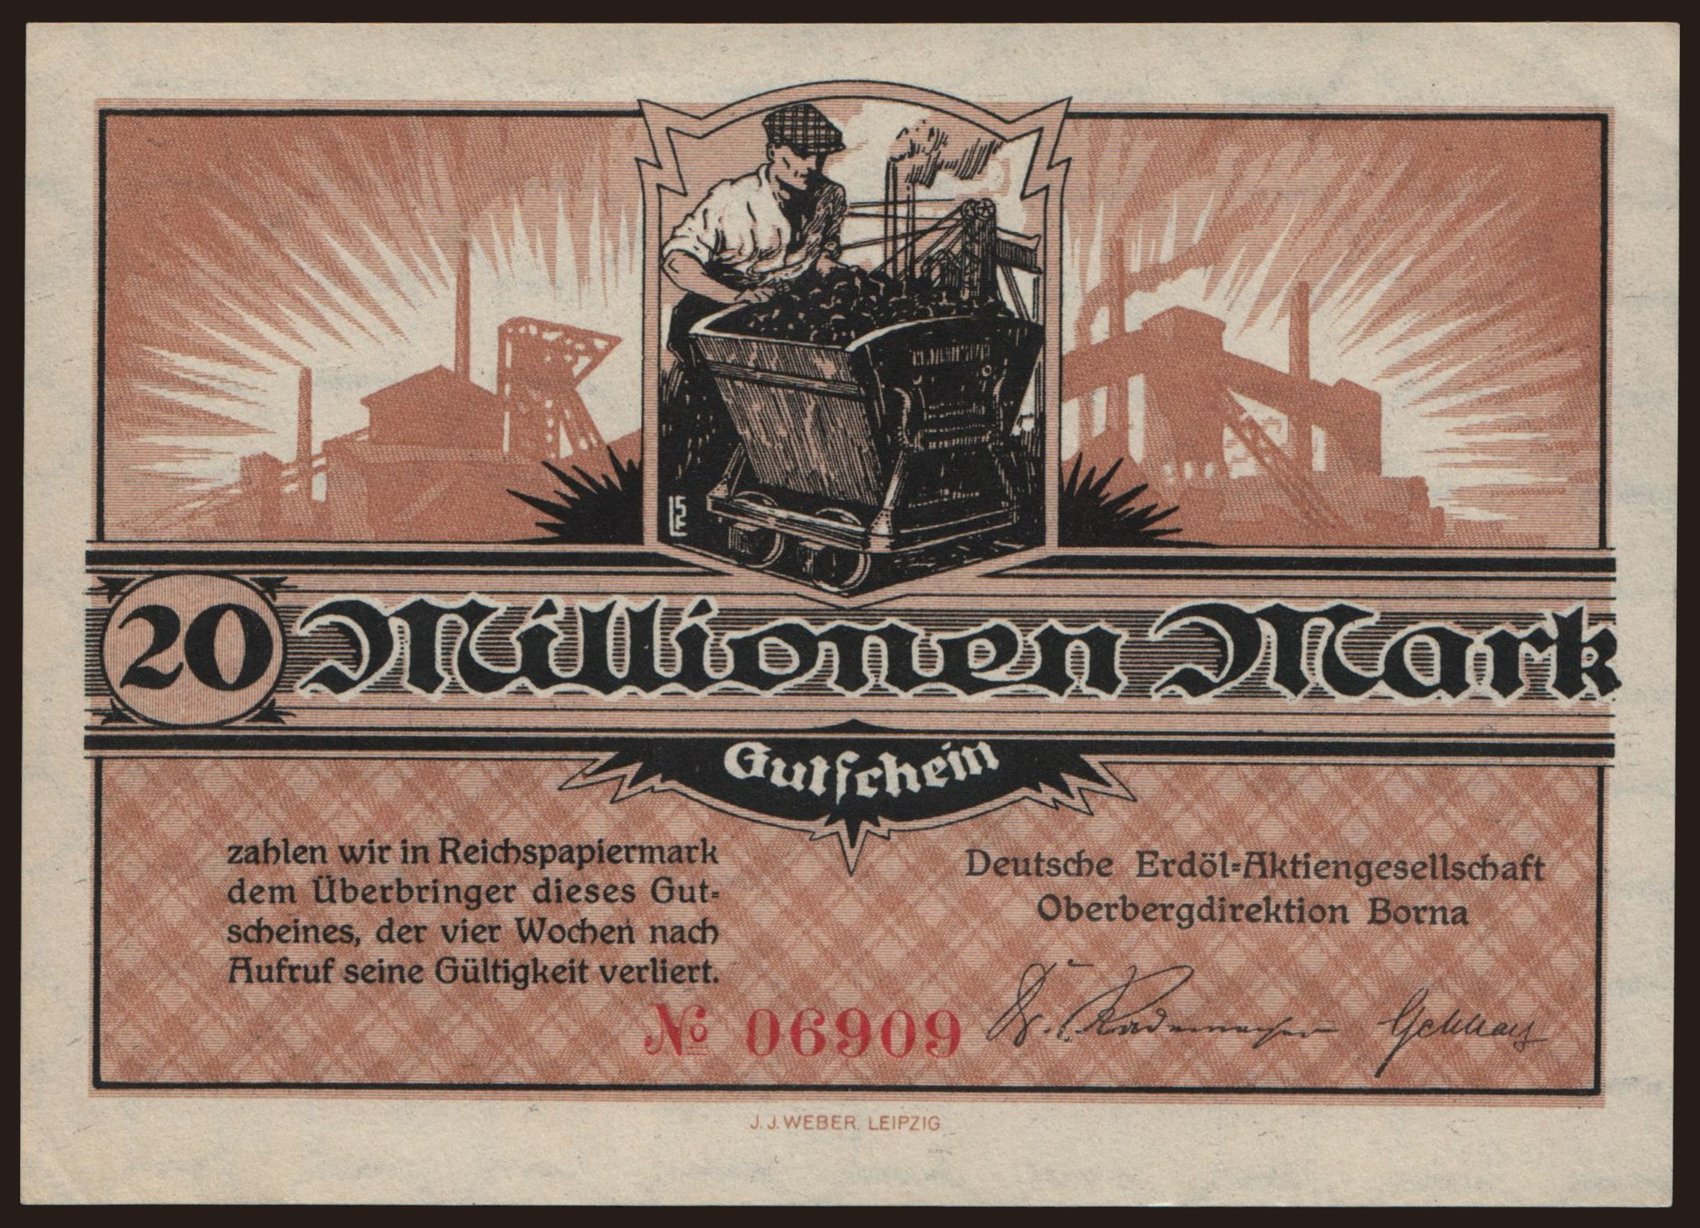 20 Millionen Mark
Gutschein
zahlen wir in Reichspapiermark
dem Überbringer dieses Gut-
scheines, der vier Wochen nach
Aufruf seine Gültigkeit verliert.
Deutsche Erdöl-Aktiengesellschaft
Oberbergdirektion Borna
№ 06909
J. J. WEBER, LEIPZIG